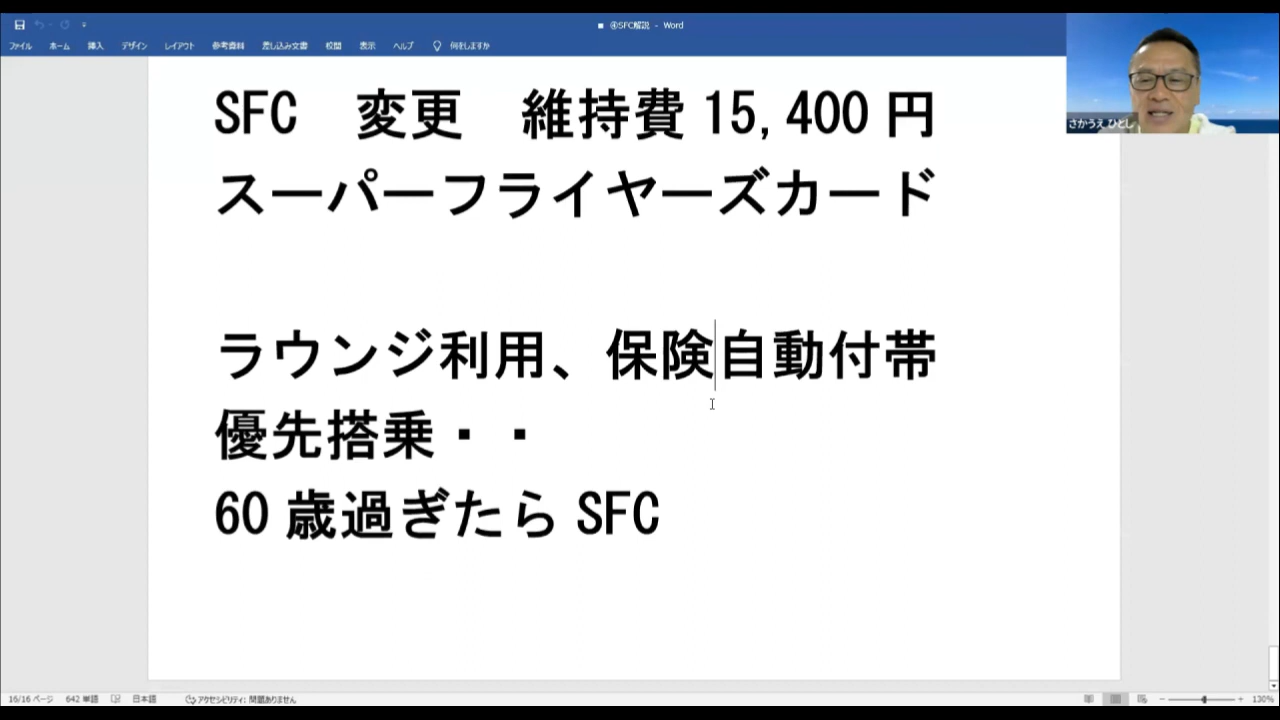 ■ ④SFC解説 - Word
ファイル ホーム 挿入 デザイン レイアウト 参考資料 差し込み文書 校閲 表示 ヘルプ 何をしますか
さかうえ ひとし
SFC 変更 維持費 15,400 円
スーパーフライヤーズカード
ラウンジ利用、保険自動付帯
優先搭乗・・
60 歳過ぎたら SFC
16/16 ページ 642 単語 日本語 アクセシビリティ: 問題ありません 130%